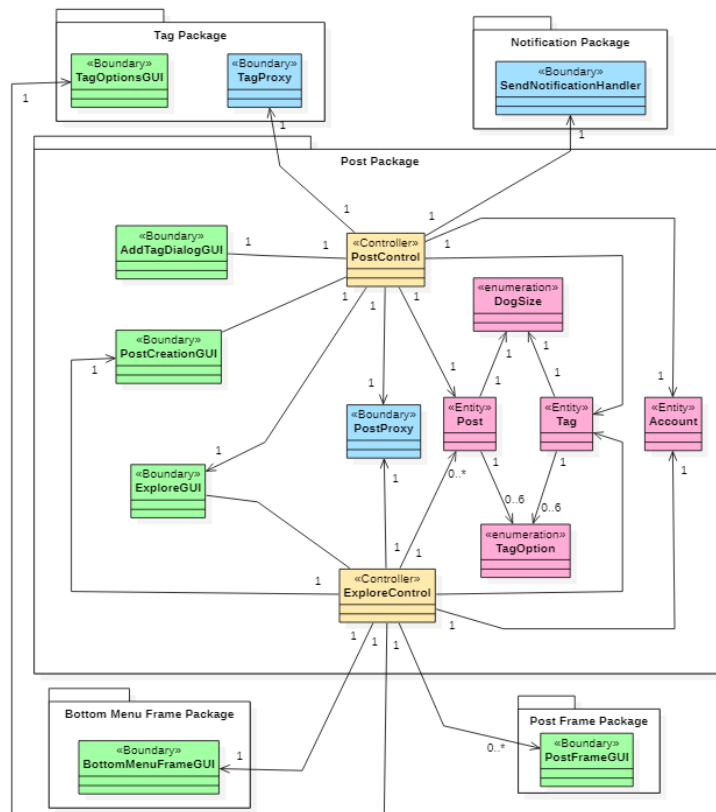 Tag Package
«Boundary»
TagOptionsGUI
«Boundary»
TagProxy
Notification Package
«Boundary»
SendNotificationHandler
1
1
1
Post Package
1
1
1
1
1
«Boundary»
AddTagDialogGUI
«Controller»
PostControl
1
1
1
1
«enumeration»
DogSize
«Boundary»
PostCreationGUI
1
1
1
1
1
1
1
«Boundary»
PostProxy
«Entity»
Post
«Entity»
Tag
«Entity»
Account
1
«Boundary»
ExploreGUI
1
0..*
1
1
1
0..6
0..6
«enumeration»
TagOption
1
1
1
«Controller»
ExploreControl
1
1
1
1
Bottom Menu Frame Package
«Boundary»
BottomMenuFrameGUI
1
Post Frame Package
«Boundary»
PostFrameGUI
0..*